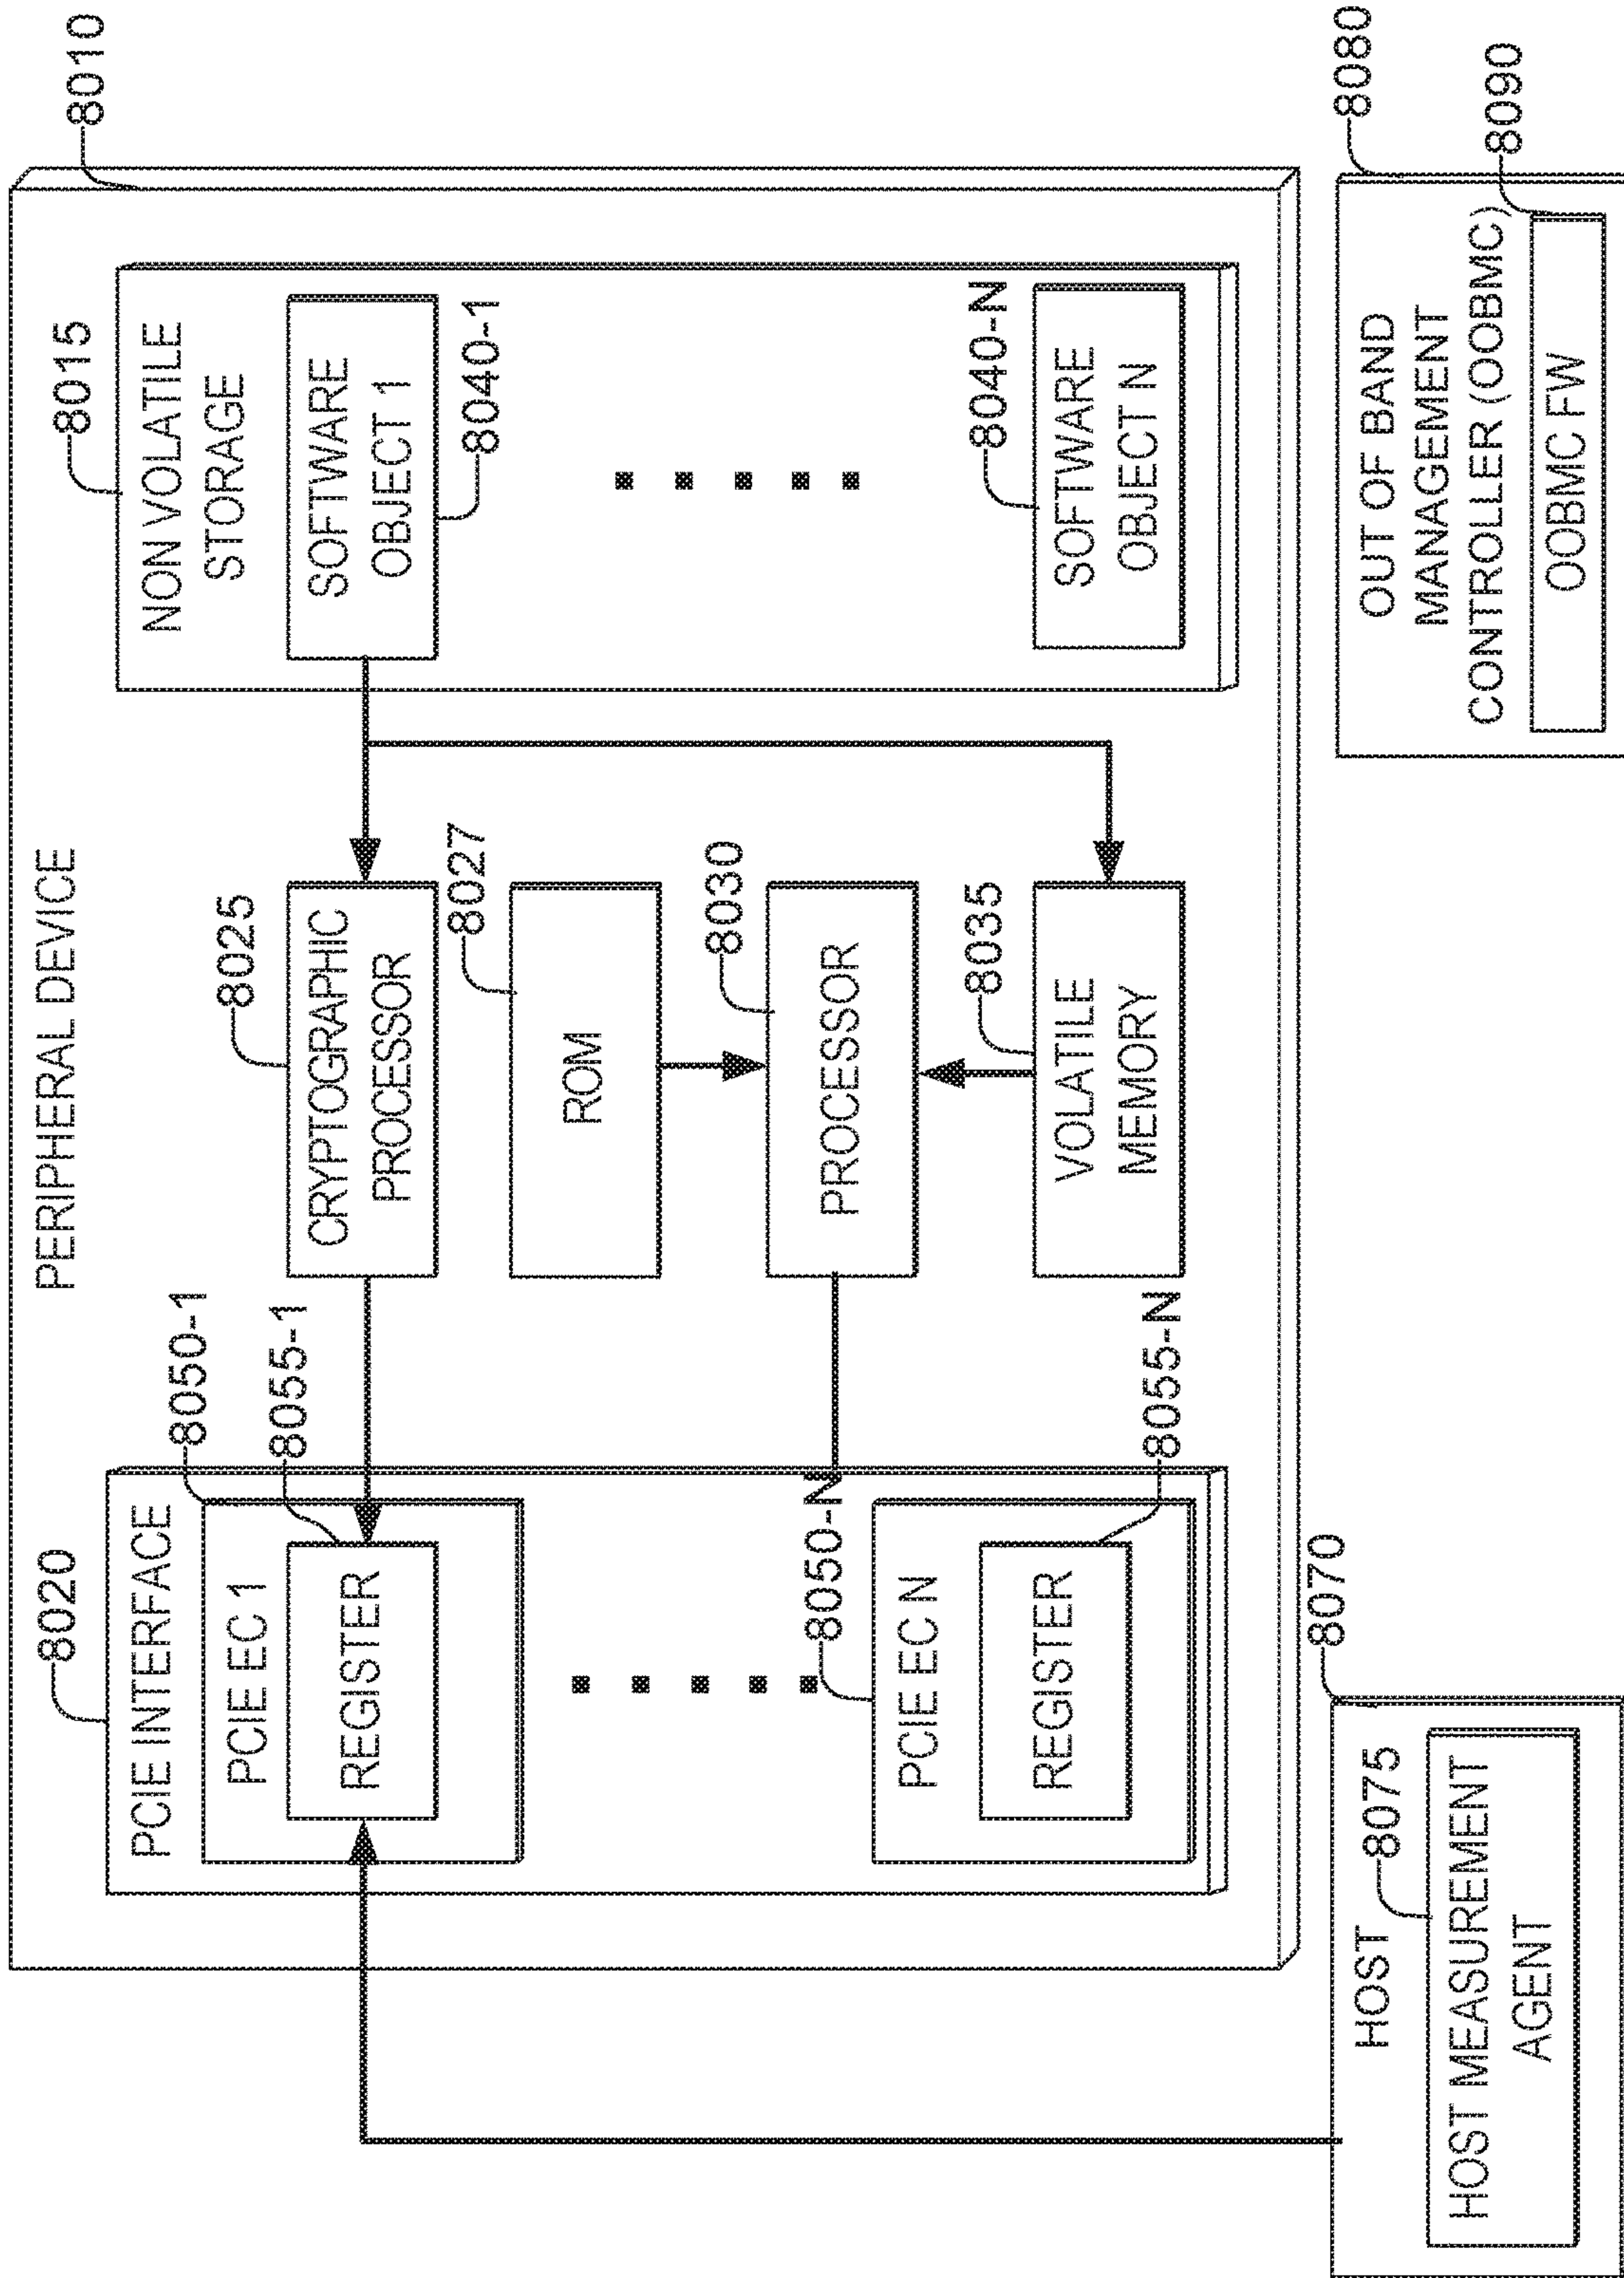 PERIPHERAL DEVICE
8010
8020
PCIE INTERFACE
8050-1
PCIE EC 1
8055-1
REGISTER
8050-N
PCIE EC N
8055-N
REGISTER
8025
CRYPTOGRAPHIC
PROCESSOR
8027
ROM
8030
PROCESSOR
8035
VOLATILE
MEMORY
8015
NON VOLATILE
STORAGE
SOFTWARE
OBJECT 1
8040-1
8040-N
SOFTWARE
OBJECT N
8070
HOST
8075
HOST MEASUREMENT
AGENT
8080
OUT OF BAND
MANAGEMENT
CONTROLLER (OOBMC)
8090
OOBMC FW